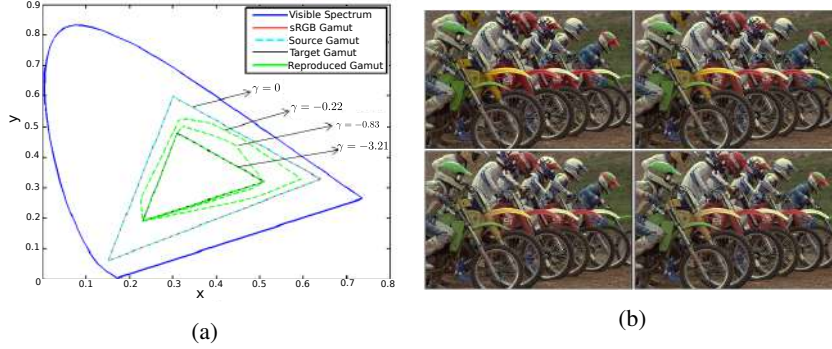 0.9
0.8
0.7
0.6
0.5
0.4
0.3
0.2
0.1
0
y
Visible Spectrum
sRGB Gamut
Source Gamut
Target Gamut
Reproduced Gamut
γ = 0
γ = −0.22
γ = −0.83
γ = −3.21
0 0.1 0.2 0.3 0.4 0.5 0.6 0.7 0.8
x
(a)
(b)